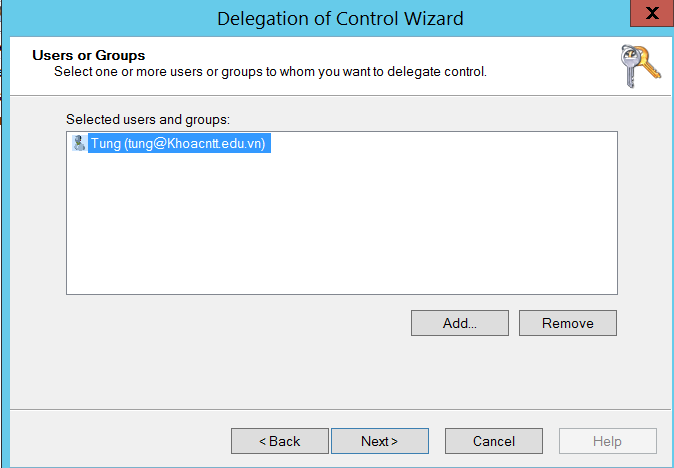 Delegation of Control Wizard
X
Users or Groups
Select one or more users or groups to whom you want to delegate control.
Selected users and groups:
Tung (tung@Khoacntt.edu.vn)
Add...
Remove
< Back
Next >
Cancel
Help